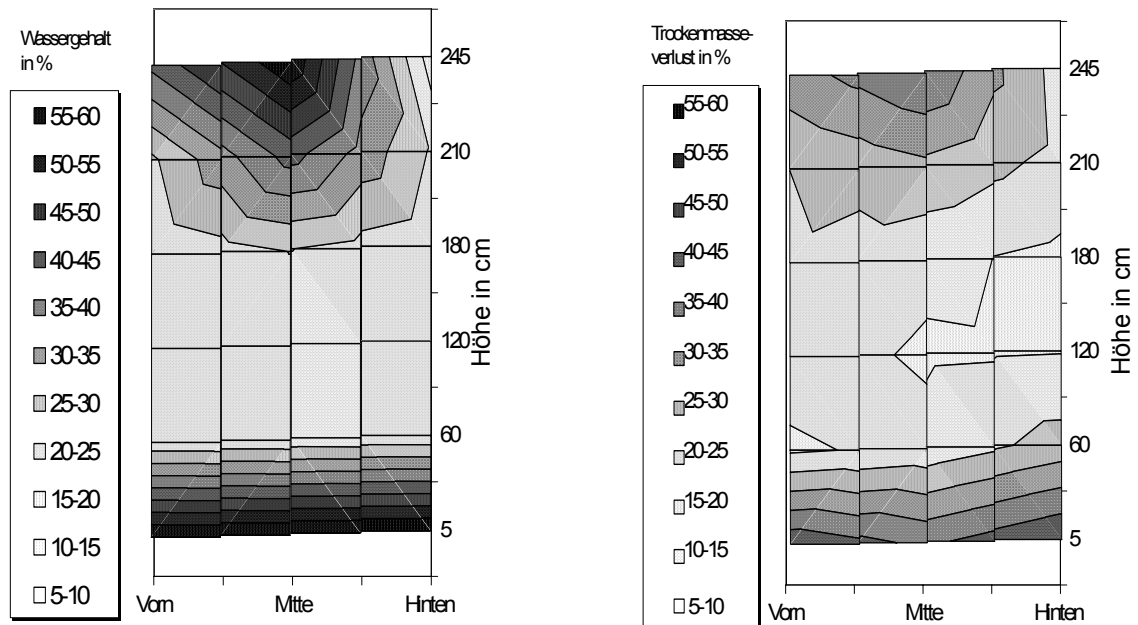 Wassergehalt
in %
55-60
50-55
45-50
40-45
35-40
30-35
25-30
20-25
15-20
10-15
5-10
245
210
180
120
60
5
Höhe in cm
Vorn
Mitte
Hinten
Trockenmasse-
verlust in %
55-60
50-55
45-50
40-45
35-40
30-35
25-30
20-25
15-20
10-15
5-10
245
210
180
120
60
5
Höhe in cm
Vorn
Mitte
Hinten